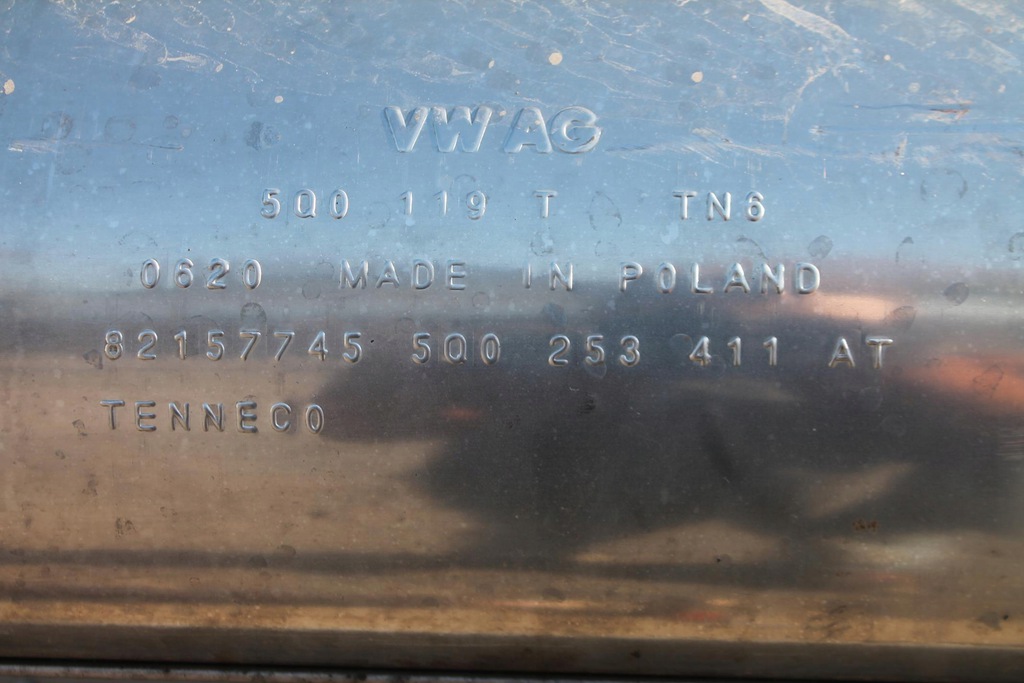 VW AG
5Q0 119 T TN6
0620 MADE IN POLAND
82157745 5Q0 253 411 AT
TENNECO